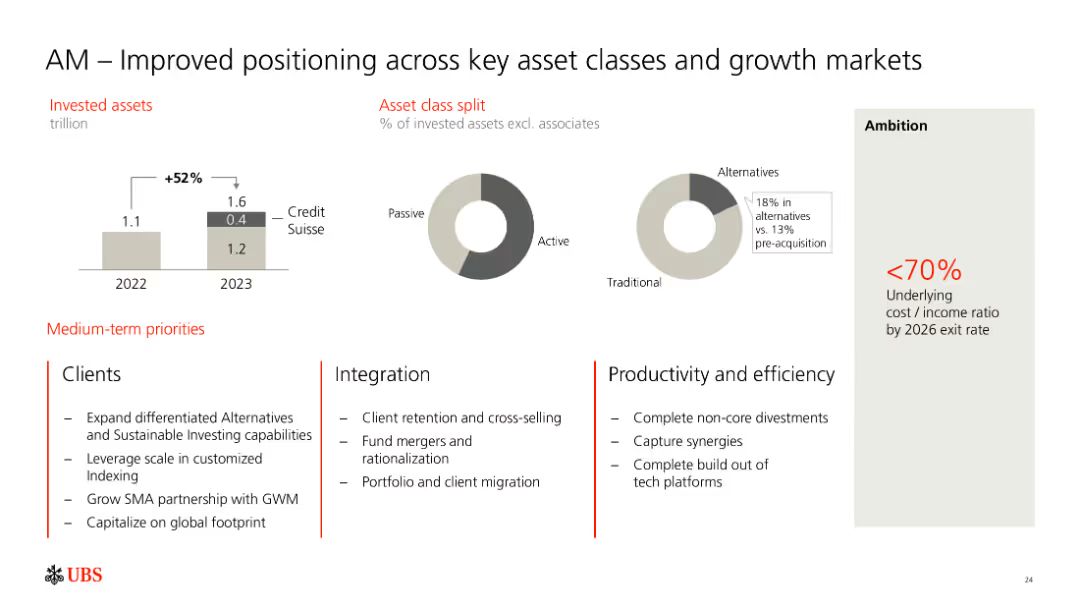 AM – Improved positioning across key asset classes and growth markets
Invested assets
trillion
+52%
1.1
1.6
0.4
1.2
Credit
Suisse
2022
2023
Asset class split
% of invested assets excl. associates
Passive
Active
Alternatives
18% in
alternatives
vs. 13%
pre-acquisition
Traditional
Ambition
<70%
Underlying
cost / income ratio
by 2026 exit rate
Medium-term priorities
Clients
– Expand differentiated Alternatives
and Sustainable Investing capabilities
– Leverage scale in customized
Indexing
– Grow SMA partnership with GWM
– Capitalize on global footprint
Integration
– Client retention and cross-selling
– Fund mergers and
rationalization
– Portfolio and client migration
Productivity and efficiency
– Complete non-core divestments
– Capture synergies
– Complete build out of
tech platforms
UBS
24